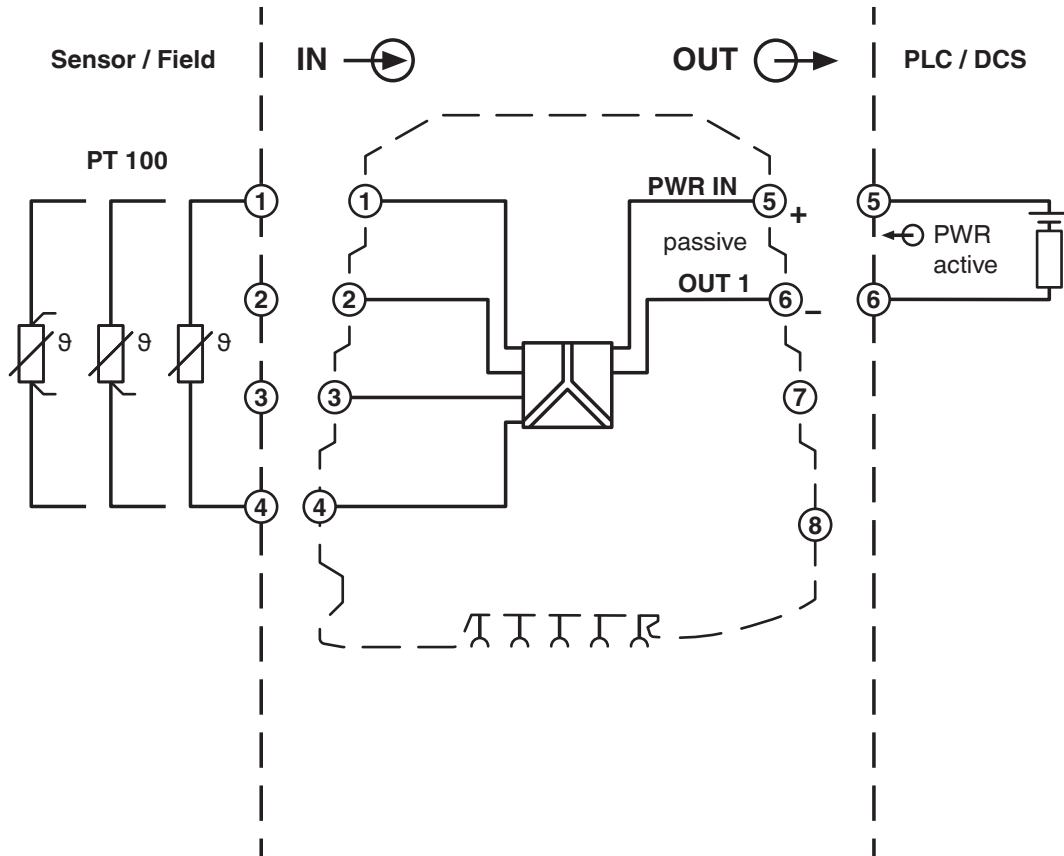 Sensor / Field
IN
OUT
PLC / DCS
PT 100
ϑ
ϑ
ϑ
1
2
3
4
1
2
3
4
PWR IN
passive
OUT 1
5
+
6
–
7
8
5
PWR
active
6